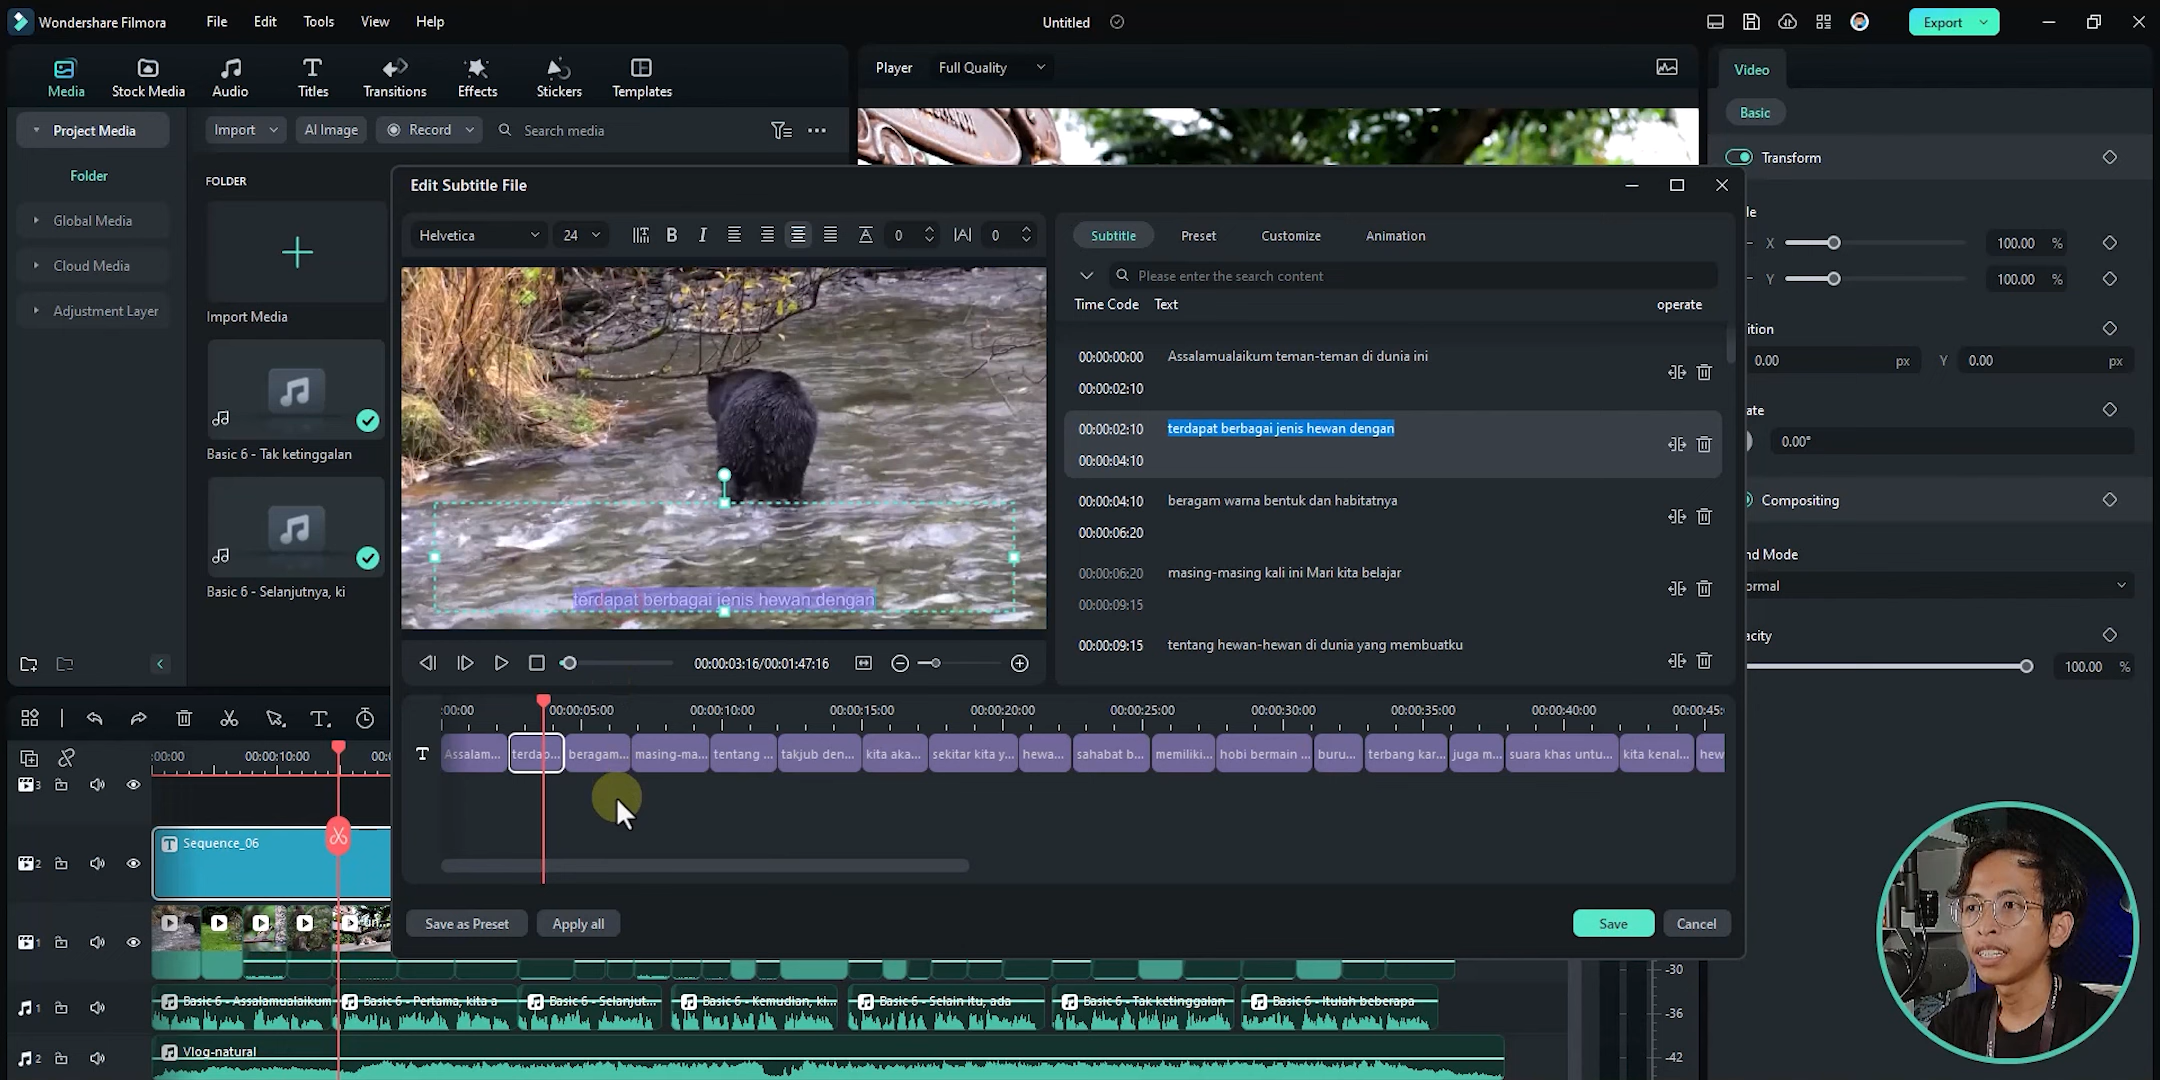 Wondershare Filmora
File Edit Tools View Help
Untitled
Export
Media
Stock Media
Audio
Titles
Transitions
Effects
Stickers
Templates
Player
Full Quality
Video
Basic
Project Media
Import
AI Image
Record
Search media
Folder
FOLDER
Global Media
Cloud Media
Adjustment Layer
Import Media
Basic 6 - Tak ketinggalan
Basic 6 - Selanjutnya, ki
Transform
X 100.00 %
Y 100.00 %
0.00 px Y 0.00 px
0.00°
Compositing
100.00 %
Edit Subtitle File
Helvetica 24
0 0
Subtitle
Preset
Customize
Animation
Please enter the search content
Time Code Text operate
00:00:00:00 Assalamualaikum teman-teman di dunia ini
00:00:02:10
00:00:02:10 terdapat berbagai jenis hewan dengan
00:00:04:10
00:00:04:10 beragam warna bentuk dan habitatnya
00:00:06:20
00:00:06:20 masing-masing kali ini Mari kita belajar
00:00:09:15
00:00:09:15 tentang hewan-hewan di dunia yang membuatku
terdapat berbagai jenis hewan dengan
00:00:03:16/00:01:47:16
:00:00 00:00:05:00 00:00:10:00 00:00:15:00 00:00:20:00 00:00:25:00 00:00:30:00 00:00:35:00 00:00:40:00 00:00:45:
T Assalam... terdap... beragam... masing-ma... tentang ... takjub den... kita aka... sekitar kita y... hewa... sahabat b... memiliki... hobi bermain ... buru... terbang kar... juga m... suara khas untu... kita kenal... hew
Save as Preset
Apply all
Save
Cancel
:00:00 00:00:10:00
3
2
Sequence_06
1
-30
1 Basic 6 - Assalamualaikum Basic 6 - Pertama, kita a Basic 6 - Selanjut... Basic 6 - Kemudian, ki... Basic 6 - Selain itu, ada Basic 6 - Tak ketinggalan Basic 6 - Itulah beberapa
-36
2 Vlog-natural
-42